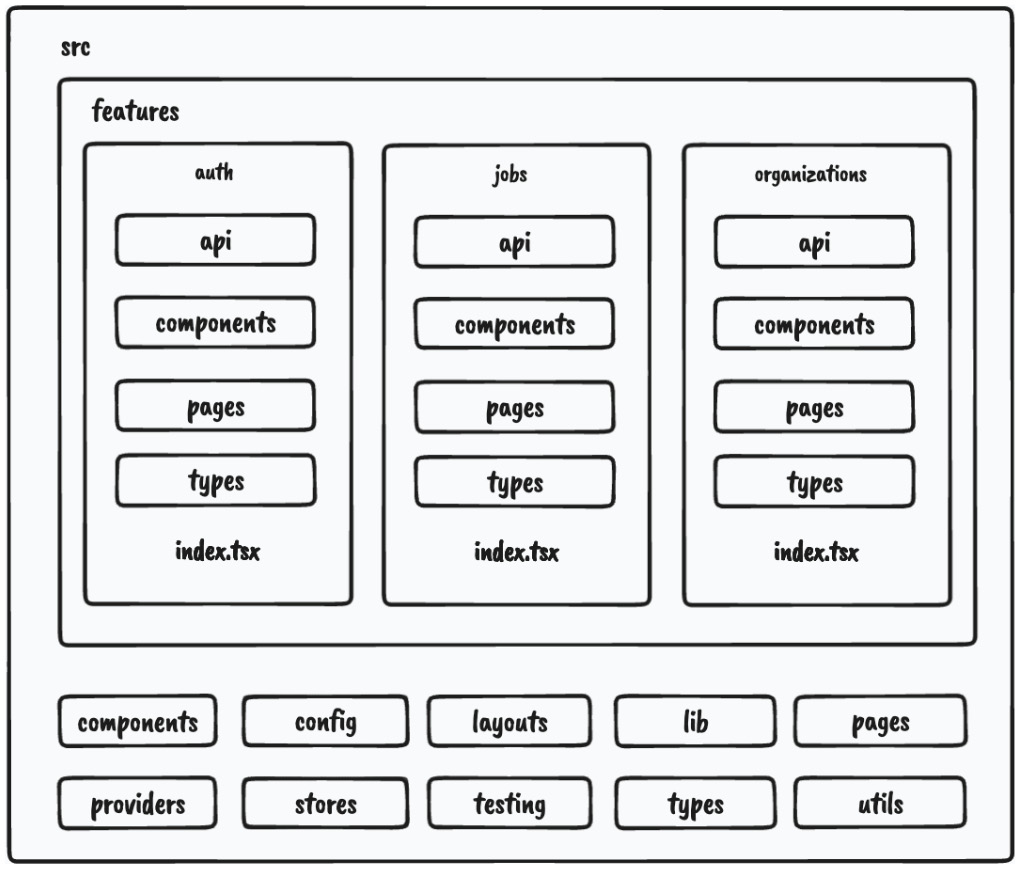 src
features
auth
api
components
pages
types
index.tsx
jobs
api
components
pages
types
index.tsx
organizations
api
components
pages
types
index.tsx
components
config
layouts
lib
pages
providers
stores
testing
types
utils